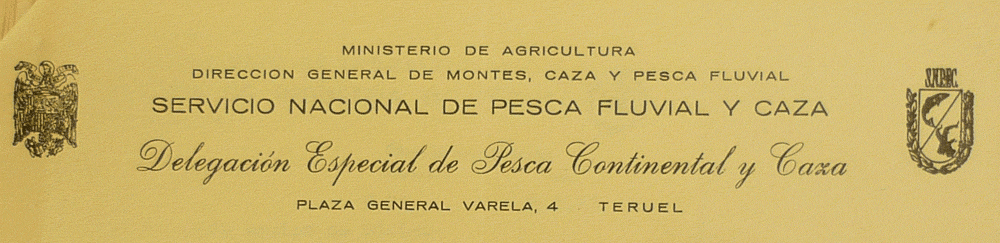 MINISTERIO DE AGRICULTURA
DIRECCION GENERAL DE MONTES, CAZA Y PESCA FLUVIAL
SERVICIO NACIONAL DE PESCA FLUVIAL Y CAZA
Delegación Especial de Pesca Continental y Caza
PLAZA GENERAL VARELA, 4 TERUEL